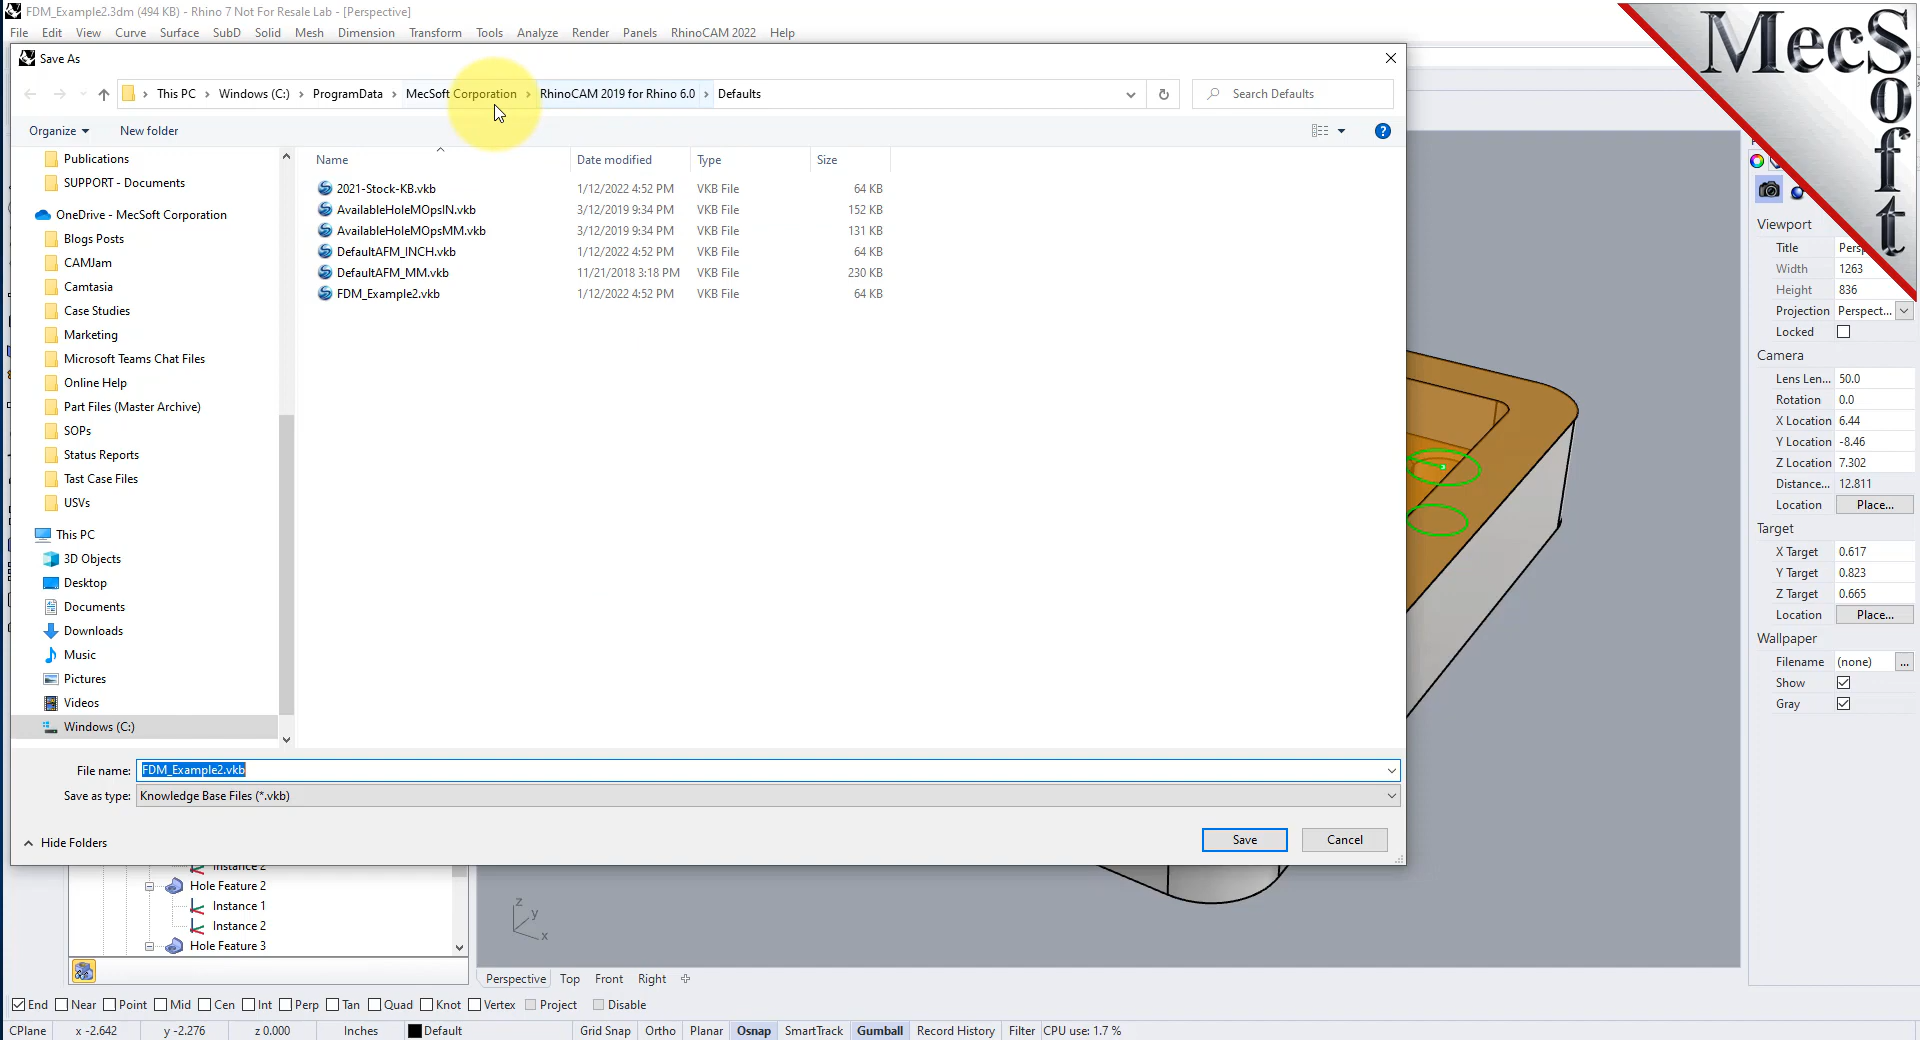 FDM_Example2.3dm (494 KB) - Rhino 7 Not For Resale Lab - [Perspective]
File Edit View Curve Surface SubD Solid Mesh Dimension Transform Tools Analyze Render Panels RhinoCAM 2022 Help
MecSoft
Save As
This PC > Windows (C:) > ProgramData > MecSoft Corporation > RhinoCAM 2019 for Rhino 6.0 > Defaults
Search Defaults
Organize
New folder
Publications
SUPPORT - Documents
OneDrive - MecSoft Corporation
Blogs Posts
CAMJam
Camtasia
Case Studies
Marketing
Microsoft Teams Chat Files
Online Help
Part Files (Master Archive)
SOPs
Status Reports
Tast Case Files
USVs
This PC
3D Objects
Desktop
Documents
Downloads
Music
Pictures
Videos
Windows (C:)
Name Date modified Type Size
2021-Stock-KB.vkb 1/12/2022 4:52 PM VKB File 64 KB
AvailableHoleMOpsIN.vkb 3/12/2019 9:34 PM VKB File 152 KB
AvailableHoleMOpsMM.vkb 3/12/2019 9:34 PM VKB File 131 KB
DefaultAFM_INCH.vkb 1/12/2022 4:52 PM VKB File 64 KB
DefaultAFM_MM.vkb 11/21/2018 3:18 PM VKB File 230 KB
FDM_Example2.vkb 1/12/2022 4:52 PM VKB File 64 KB
File name: FDM_Example2.vkb
Save as type: Knowledge Base Files (*.vkb)
Hide Folders
Save
Cancel
Viewport
Title Persp
Width 1263
Height 836
Projection Perspect...
Locked
Camera
Lens Len... 50.0
Rotation 0.0
X Location 6.44
Y Location -8.46
Z Location 7.302
Distance... 12.811
Location Place...
Target
X Target 0.617
Y Target 0.823
Z Target 0.665
Location Place...
Wallpaper
Filename (none) ...
Show
Gray
Instance 2
Hole Feature 2
Instance 1
Instance 2
Hole Feature 3
z
y
x
Perspective Top Front Right
End Near Point Mid Cen Int Perp Tan Quad Knot Vertex Project Disable
CPlane x -2.642 y -2.276 z 0.000 Inches Default Grid Snap Ortho Planar Osnap SmartTrack Gumball Record History Filter CPU use: 1.7 %